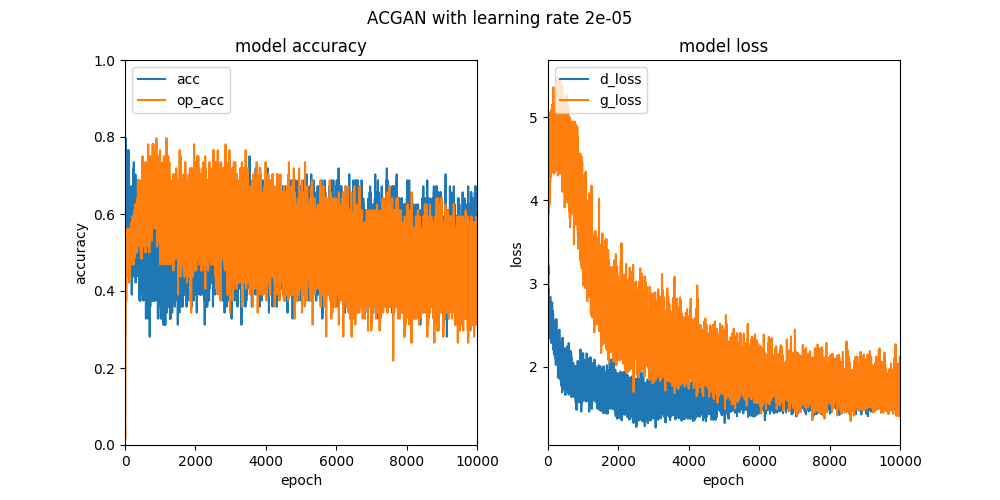 ACGAN with learning rate 2e-05
model accuracy
acc
op_acc
1.0
0.8
0.6
0.4
0.2
0.0
accuracy
0
2000
4000
6000
8000
10000
epoch
model loss
d_loss
g_loss
5
4
3
2
loss
0
2000
4000
6000
8000
10000
epoch